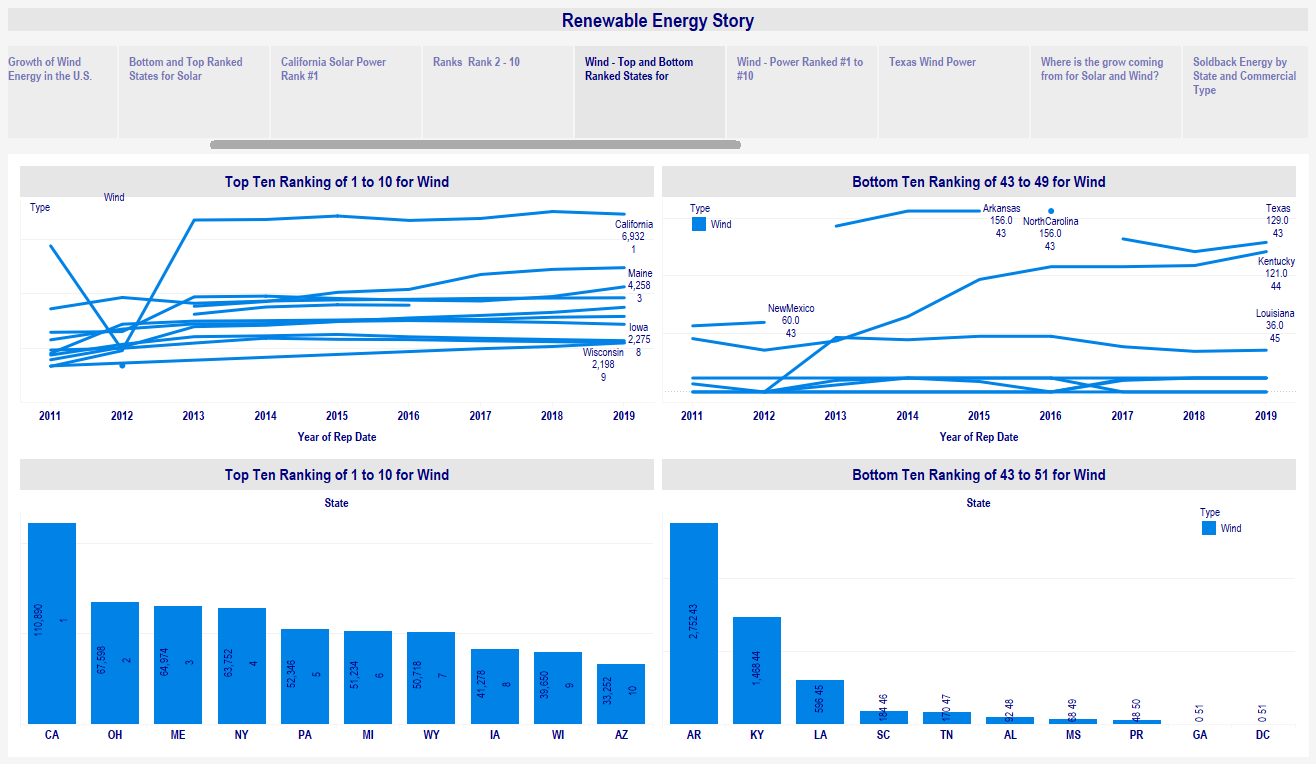 Renewable Energy Story
Growth of Wind
Energy in the U.S.
Bottom and Top Ranked
States for Solar
California Solar Power
Rank #1
Ranks  Rank 2 - 10
Wind - Top and Bottom
Ranked States for
Wind - Power Ranked #1 to
#10
Texas Wind Power
Where is the grow coming
from for Solar and Wind?
Soldback Energy by
State and Commercial
Type
Top Ten Ranking of 1 to 10 for Wind
Type
Wind
California
6,932
1
Maine
4,258
3
Iowa
2,275
8
Wisconsin
2,198
9
2011 2012 2013 2014 2015 2016 2017 2018 2019
Year of Rep Date
Bottom Ten Ranking of 43 to 49 for Wind
Type
Wind
Arkansas
156.0
43
NorthCarolina
156.0
43
Texas
129.0
43
Kentucky
121.0
44
NewMexico
60.0
43
Louisiana
36.0
45
2011 2012 2013 2014 2015 2016 2017 2018 2019
Year of Rep Date
Top Ten Ranking of 1 to 10 for Wind
State
110,890
1
67,598
2
64,974
3
63,752
4
52,346
5
51,234
6
50,718
7
41,278
8
39,650
9
33,252
10
CA OH ME NY PA MI WY IA WI AZ
Bottom Ten Ranking of 43 to 51 for Wind
State
Type
Wind
2,752 43
1,468 44
596 45
184 46
170 47
92 48
68 49
48 50
0 51
0 51
AR KY LA SC TN AL MS PR GA DC